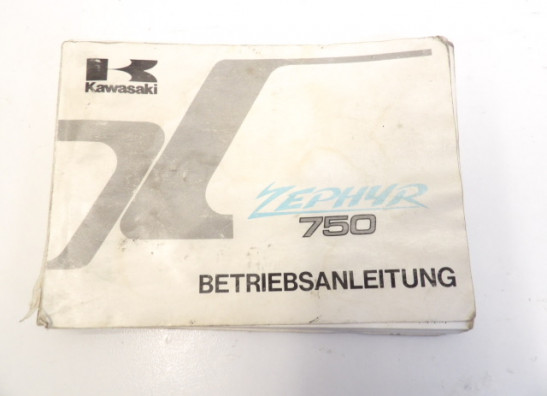 Kawasaki
ZEPHYR
750
BETRIEBSANLEITUNG